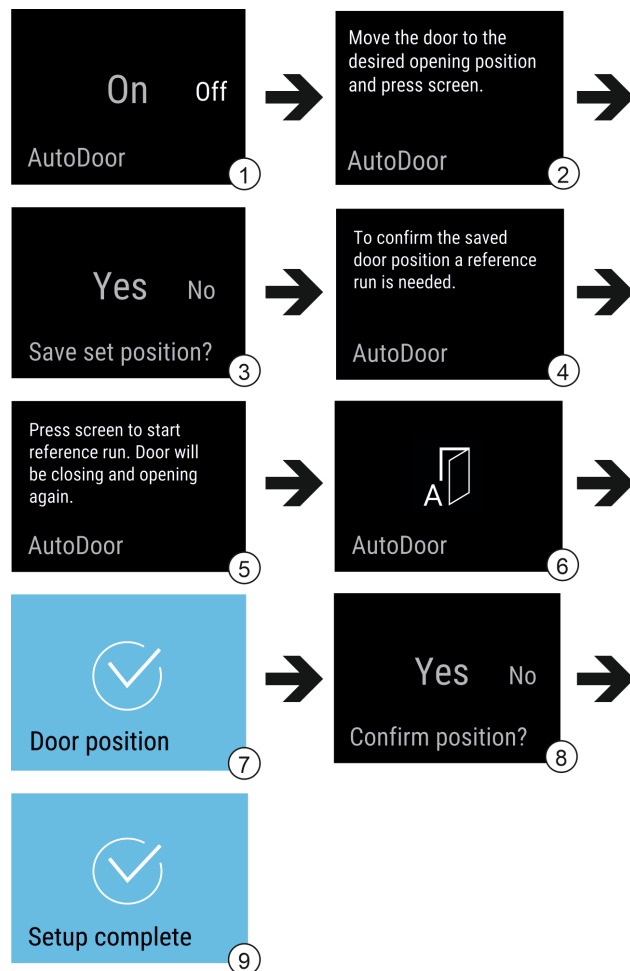 On Off
AutoDoor
1
Move the door to the
desired opening position
and press screen.
AutoDoor
2
Yes No
Save set position?
3
To confirm the saved
door position a reference
run is needed.
AutoDoor
4
Press screen to start
reference run. Door will
be closing and opening
again.
AutoDoor
5
A
AutoDoor
6
Door position
7
Yes No
Confirm position?
8
Setup complete
9